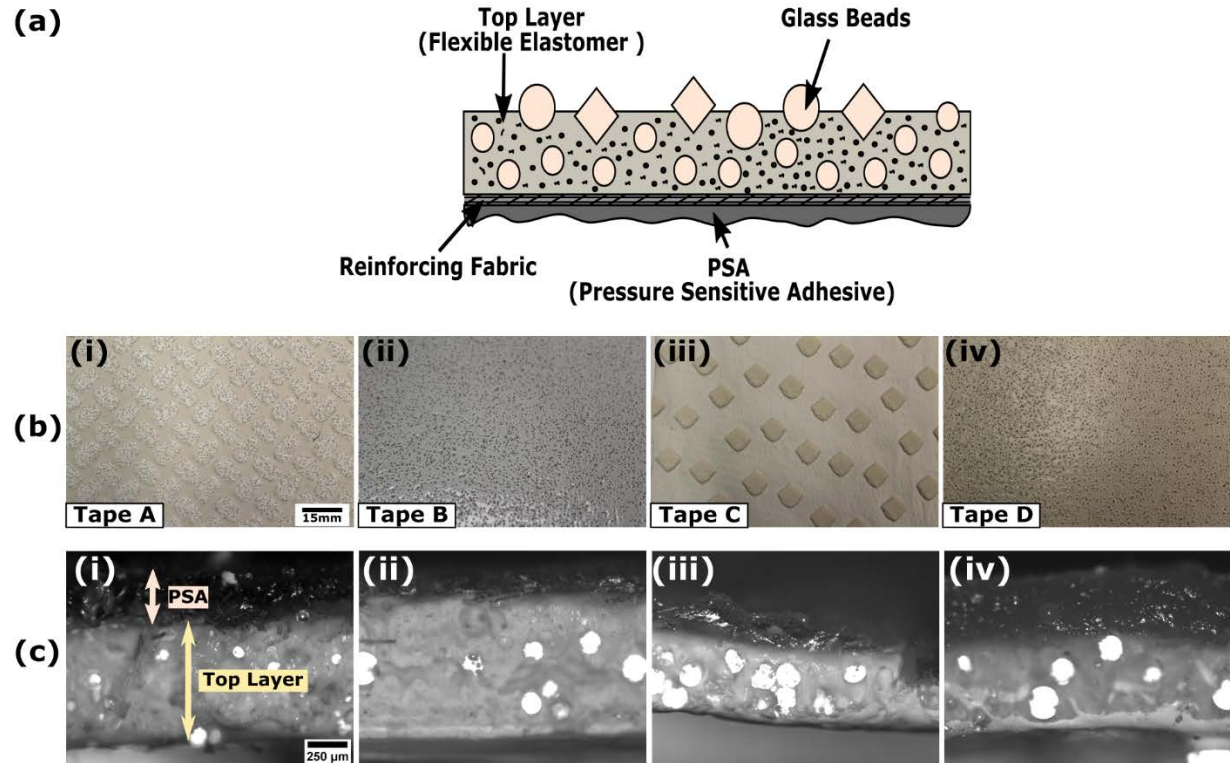 (a)
Top Layer
(Flexible Elastomer )
Glass Beads
Reinforcing Fabric
PSA
(Pressure Sensitive Adhesive)
(b)
(i)
(ii)
(iii)
(iv)
Tape A
15mm
Tape B
Tape C
Tape D
(c)
(i)
(ii)
(iii)
(iv)
PSA
Top Layer
250 µm